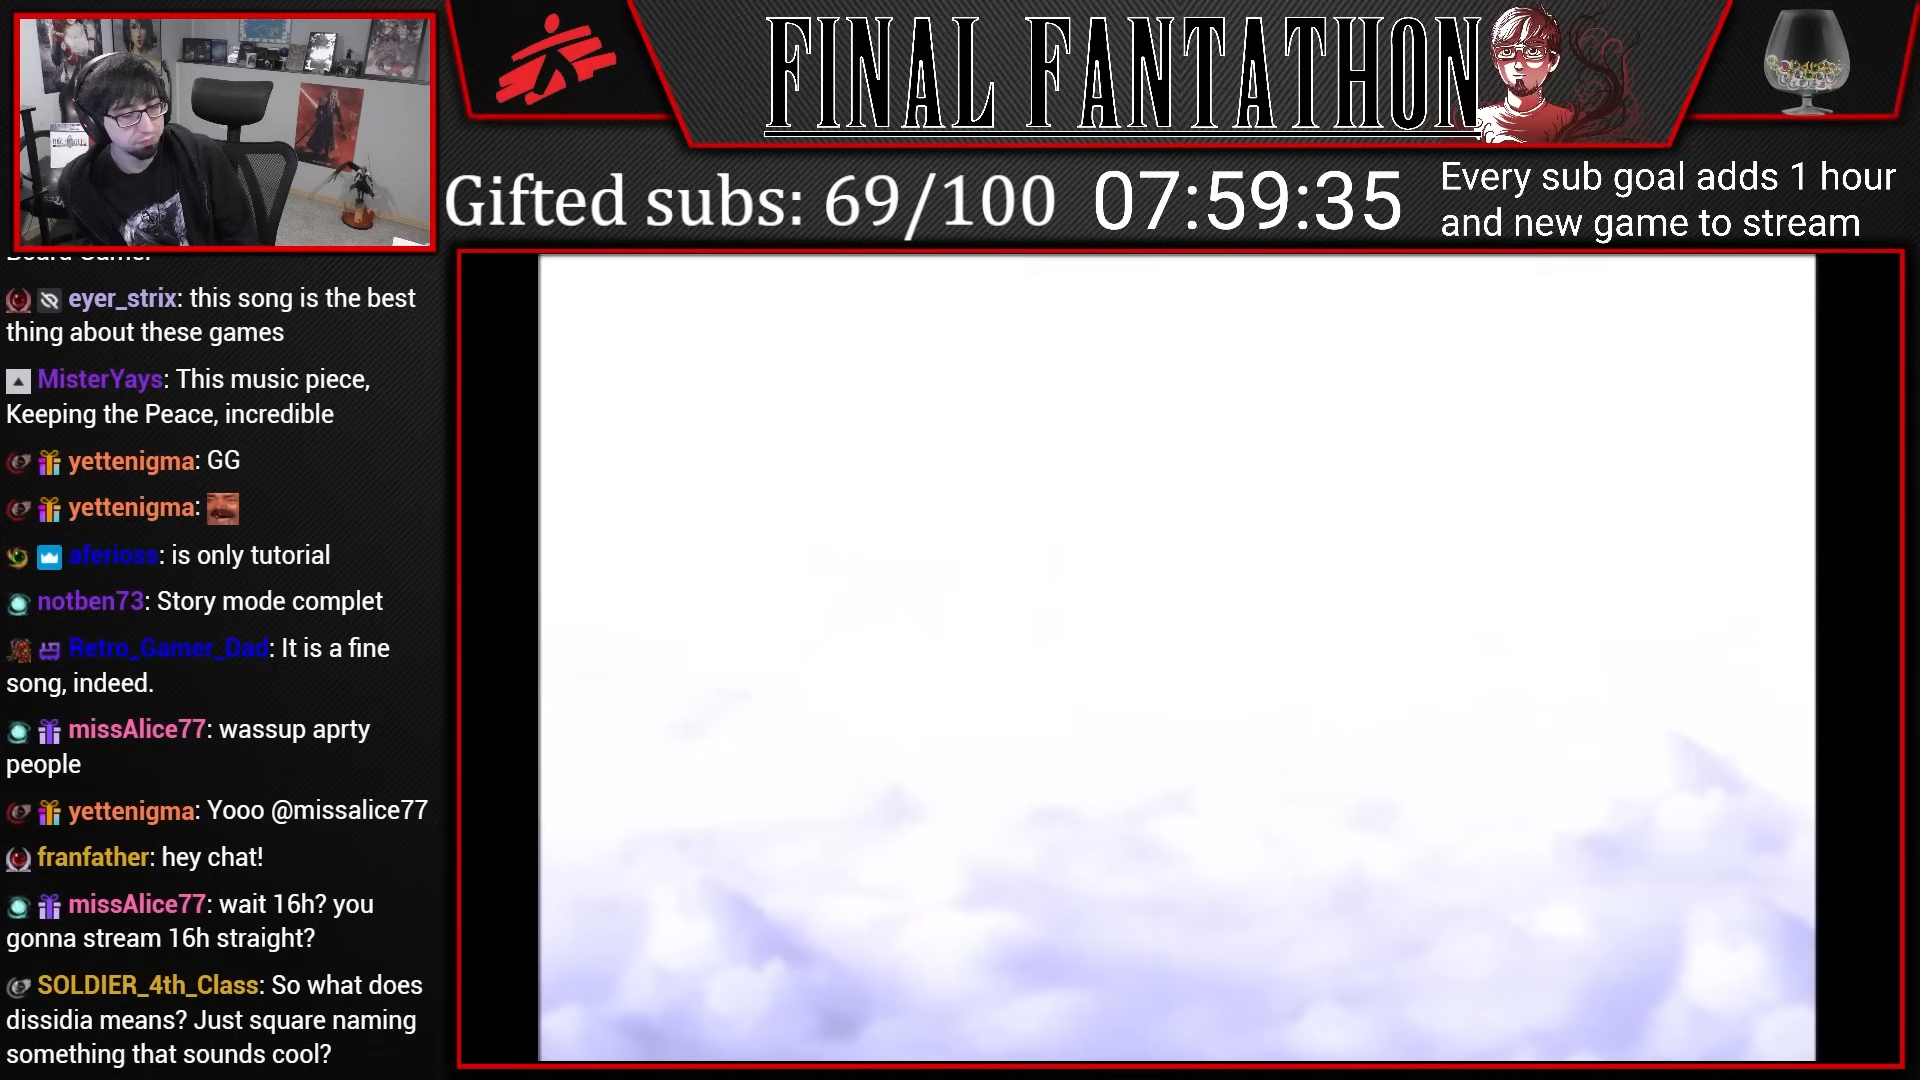 FINAL FANTATHON
Gifted subs: 69/100
07:59:35
Every sub goal adds 1 hour
and new game to stream
eyer_strix: this song is the best
thing about these games
MisterYays: This music piece,
Keeping the Peace, incredible
yettenigma: GG
yettenigma:
aferioss: is only tutorial
notben73: Story mode complet
Retro_Gamer_Dad: It is a fine
song, indeed.
missAlice77: wassup aprty
people
yettenigma: Yooo @missalice77
franfather: hey chat!
missAlice77: wait 16h? you
gonna stream 16h straight?
SOLDIER_4th_Class: So what does
dissidia means? Just square naming
something that sounds cool?